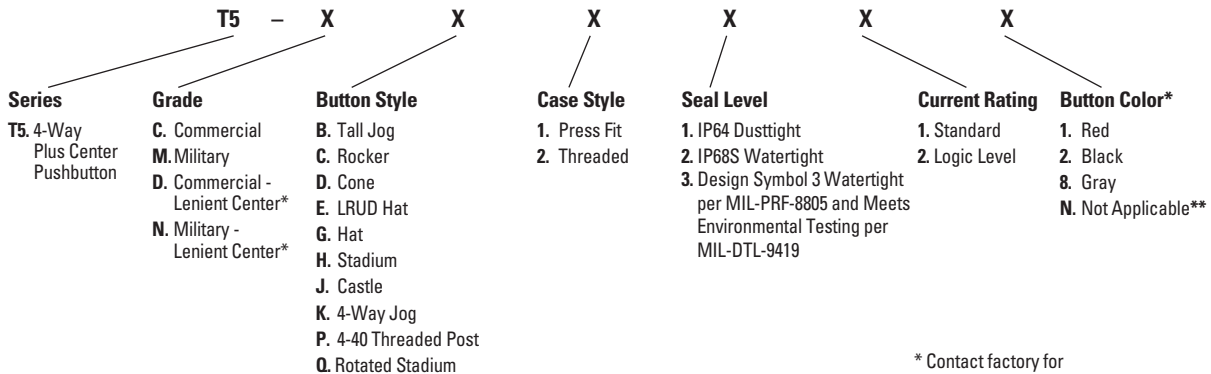 T5 – X X X X X X
Series
T5. 4-Way
Plus Center
Pushbutton
Grade
C. Commercial
M. Military
D. Commercial -
Lenient Center*
N. Military -
Lenient Center*
Button Style
B. Tall Jog
C. Rocker
D. Cone
E. LRUD Hat
G. Hat
H. Stadium
J. Castle
K. 4-Way Jog
P. 4-40 Threaded Post
Q. Rotated Stadium
Case Style
1. Press Fit
2. Threaded
Seal Level
1. IP64 Dusttight
2. IP68S Watertight
3. Design Symbol 3 Watertight
per MIL-PRF-8805 and Meets
Environmental Testing per
MIL-DTL-9419
Current Rating
1. Standard
2. Logic Level
Button Color*
1. Red
2. Black
8. Gray
N. Not Applicable**
* Contact factory for